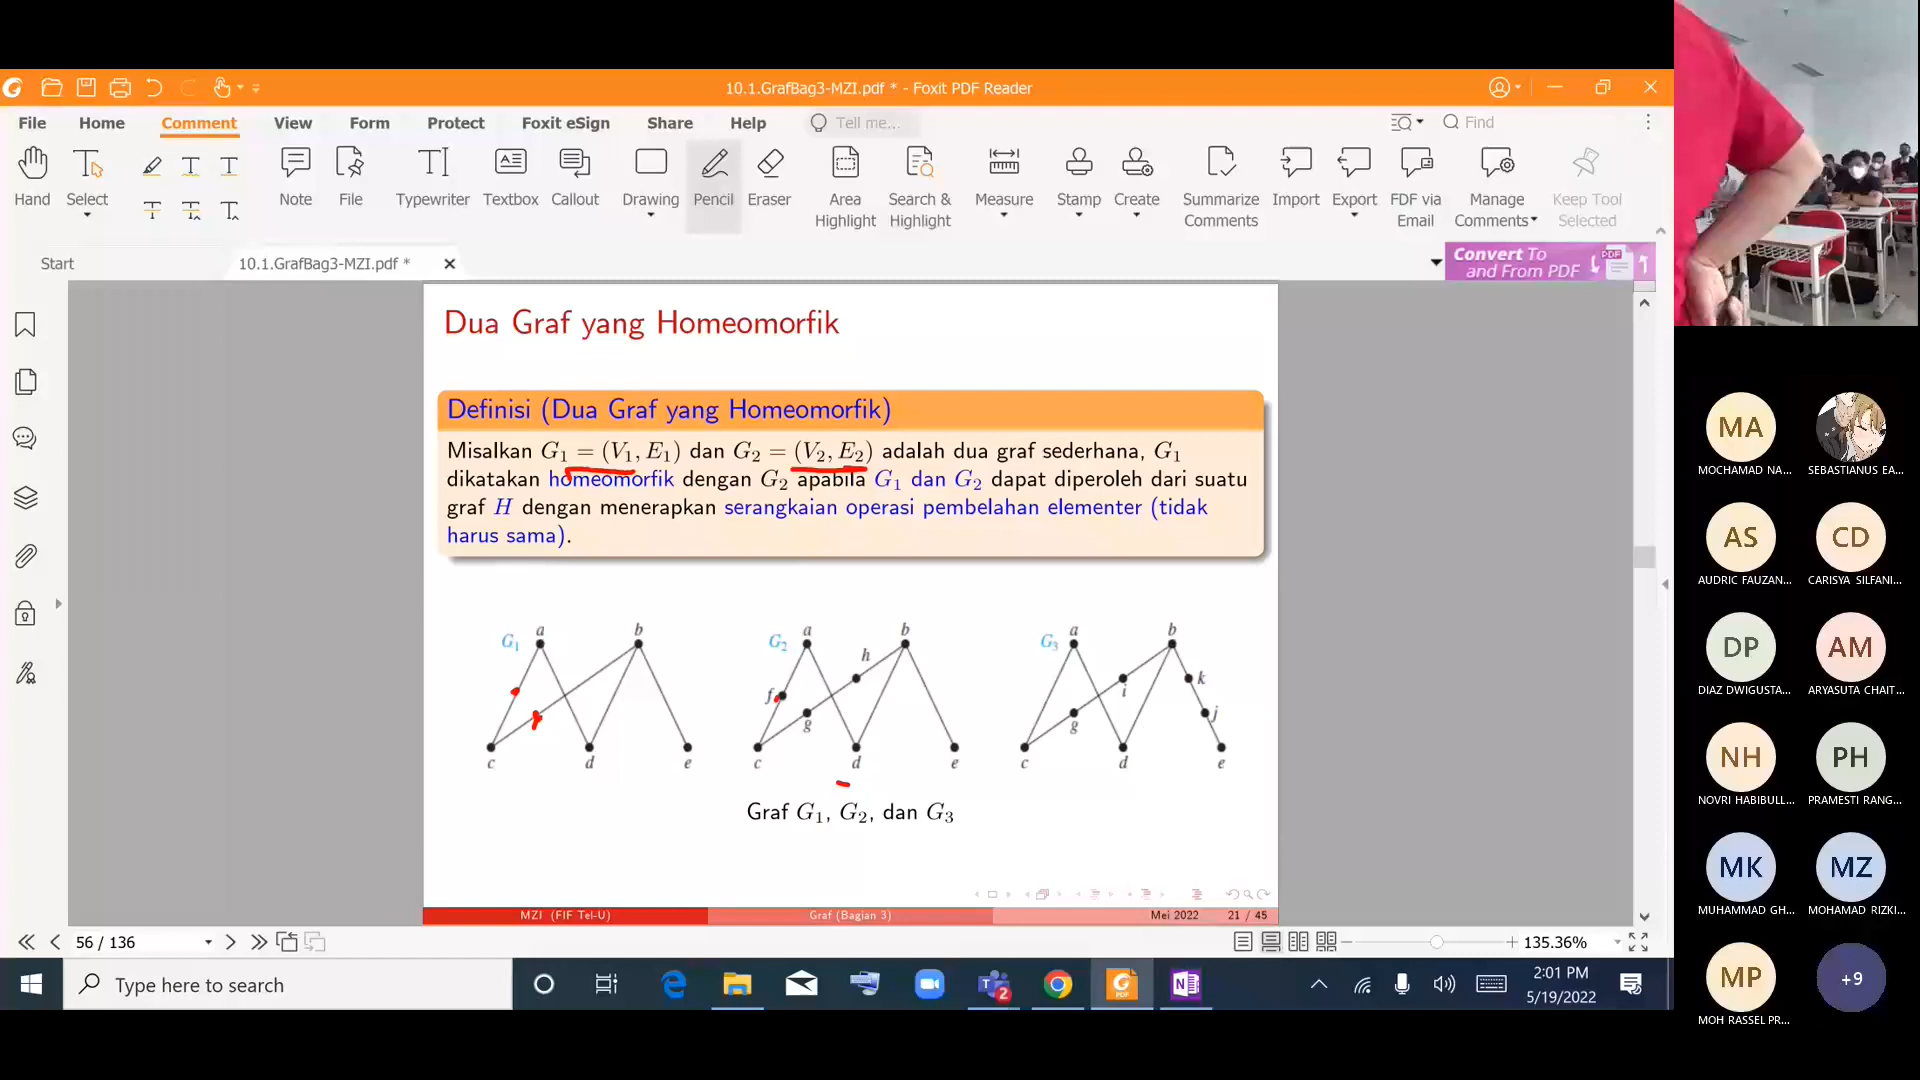 10.1.GrafBag3-MZI.pdf * - Foxit PDF Reader
File Home Comment View Form Protect Foxit eSign Share Help Tell me... Find
Hand Select Note File Typewriter Textbox Callout Drawing Pencil Eraser Area Highlight Search & Highlight Measure Stamp Create Summarize Comments Import Export FDF via Email Manage Comments Keep Tool Selected
Start 10.1.GrafBag3-MZI.pdf *
Convert To
and From PDF
PDF
Dua Graf yang Homeomorfik
Definisi (Dua Graf yang Homeomorfik)
Misalkan G₁ = (V₁, E₁) dan G₂ = (V₂, E₂) adalah dua graf sederhana, G₁
dikatakan homeomorfik dengan G₂ apabila G₁ dan G₂ dapat diperoleh dari suatu
graf H dengan menerapkan serangkaian operasi pembelahan elementer (tidak
harus sama).
G₁ a b c d e
G₂ a b h f g c d e
G₃ a b k i j g c d e
Graf G₁, G₂, dan G₃
MZI (FIF Tel-U) Graf (Bagian 3) Mei 2022 21 / 45
56 / 136 135.36%
Type here to search
2
PDF
N
2:01 PM
5/19/2022
MA
MOCHAMAD NA... SEBASTIANUS EA...
AS CD
AUDRIC FAUZAN... CARISYA SILFANI...
DP AM
DIAZ DWIGUSTA... ARYASUTA CHAIT...
NH PH
NOVRI HABIBULL... PRAMESTI RANG...
MK MZ
MUHAMMAD GH... MOHAMAD RIZKI...
MP +9
MOH RASSEL PR...